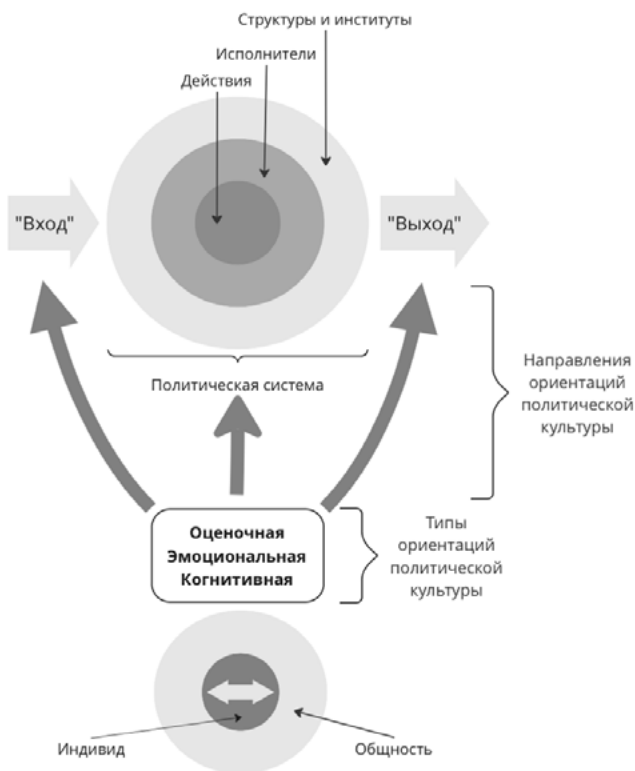 Структуры и институты
Исполнители
Действия
"Вход"
"Выход"
Политическая система
Направления
ориентаций
политической
культуры
Оценочная
Эмоциональная
Когнитивная
Типы
ориентаций
политической
культуры
Индивид
Общность